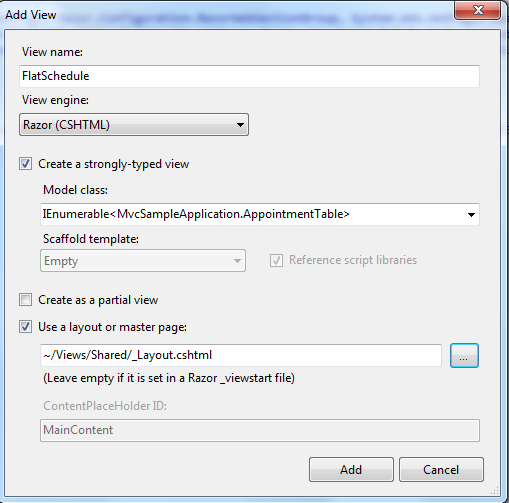 Add View
View name:
FlatSchedule
View engine:
Razor (CSHTML)
Create a strongly-typed view
Model class:
IEnumerable<MvcSampleApplication.AppointmentTable>
Scaffold template:
Empty
Reference script libraries
Create as a partial view
Use a layout or master page:
~/Views/Shared/_Layout.cshtml
...
(Leave empty if it is set in a Razor _viewstart file)
ContentPlaceHolder ID:
MainContent
Add
Cancel